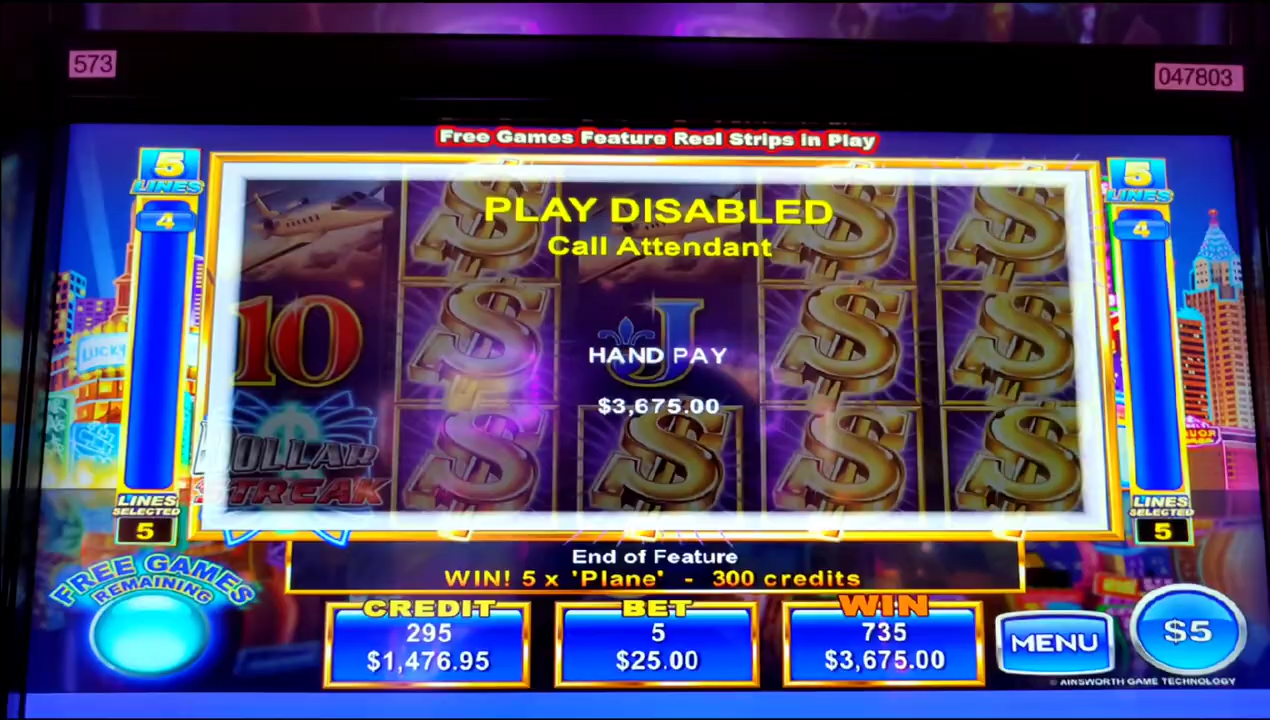 573
047803
Free Games Feature Reel Strips in Play
5
LINES
4
5
LINES
4
PLAY DISABLED
Call Attendant
10
J
HAND PAY
$3,675.00
LUCKY
DOLLAR
STREAK
LINES
SELECTED
5
LINES
SELECTED
5
End of Feature
WIN! 5 x 'Plane' - 300 credits
FREE GAMES
REMAINING
CREDIT
295
$1,476.95
BET
5
$25.00
WIN
735
$3,675.00
MENU
$5
© AINSWORTH GAME TECHNOLOGY